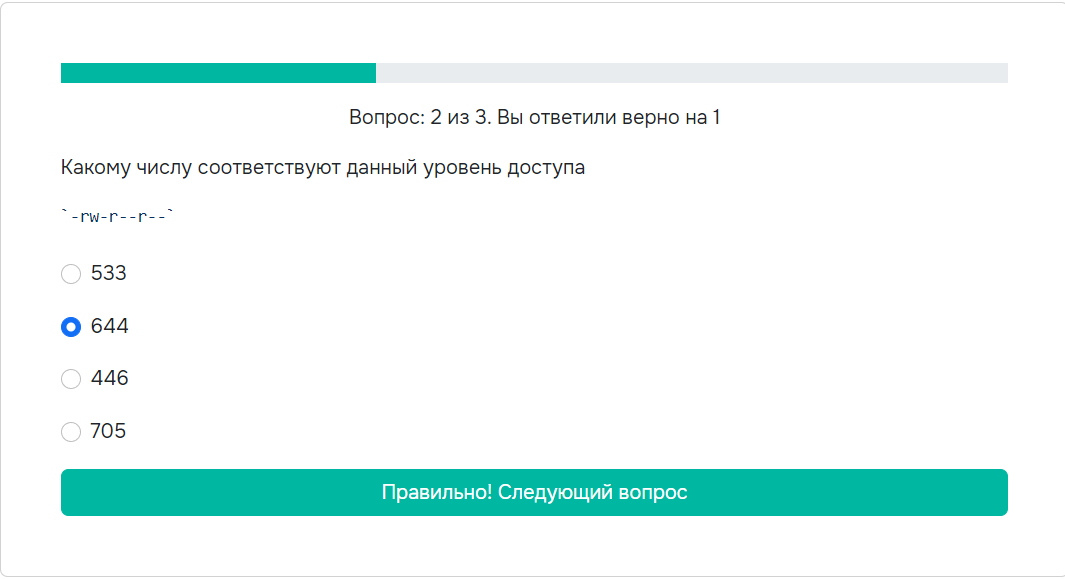 Вопрос: 2 из 3. Вы ответили верно на 1
Какому числу соответствуют данный уровень доступа
`-rw-r--r--`
533
644
446
705
Правильно! Следующий вопрос